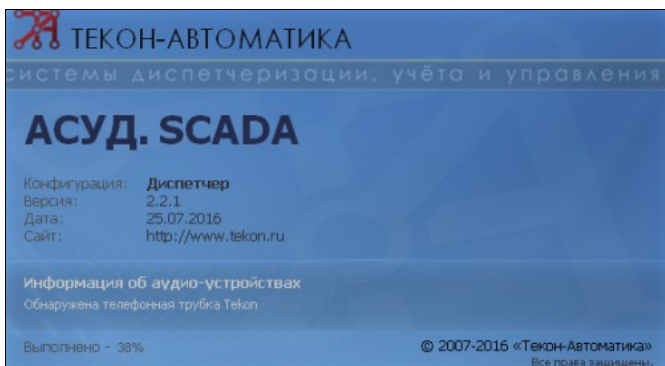 ТЕКОН-АВТОМАТИКА
системы диспетчеризации, учёта и управления
АСУД. SCADA
Конфигурация: Диспетчер
Версия: 2.2.1
Дата: 25.07.2016
Сайт: http://www.tekon.ru
Информация об аудио-устройствах
Обнаружена телефонная трубка Tekon
Выполнено - 38%
© 2007-2016 «Текон-Автоматика»
Все права защищены.